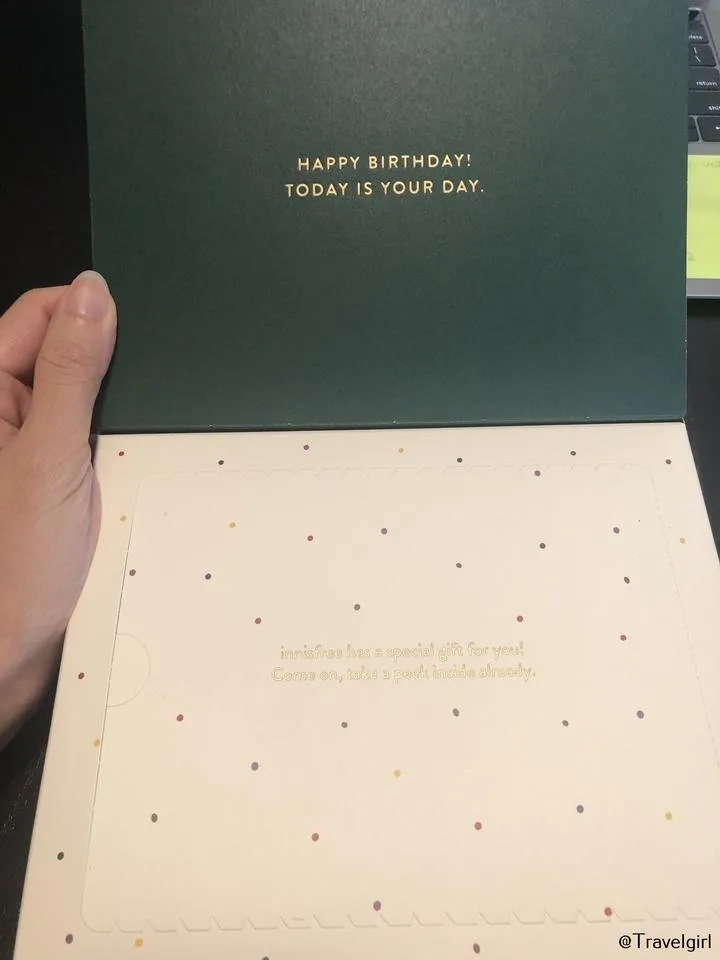 HAPPY BIRTHDAY!
TODAY IS YOUR DAY.
return
innisfree has a special gift for you!
Come on, take a peek inside already.
@Travelgirl